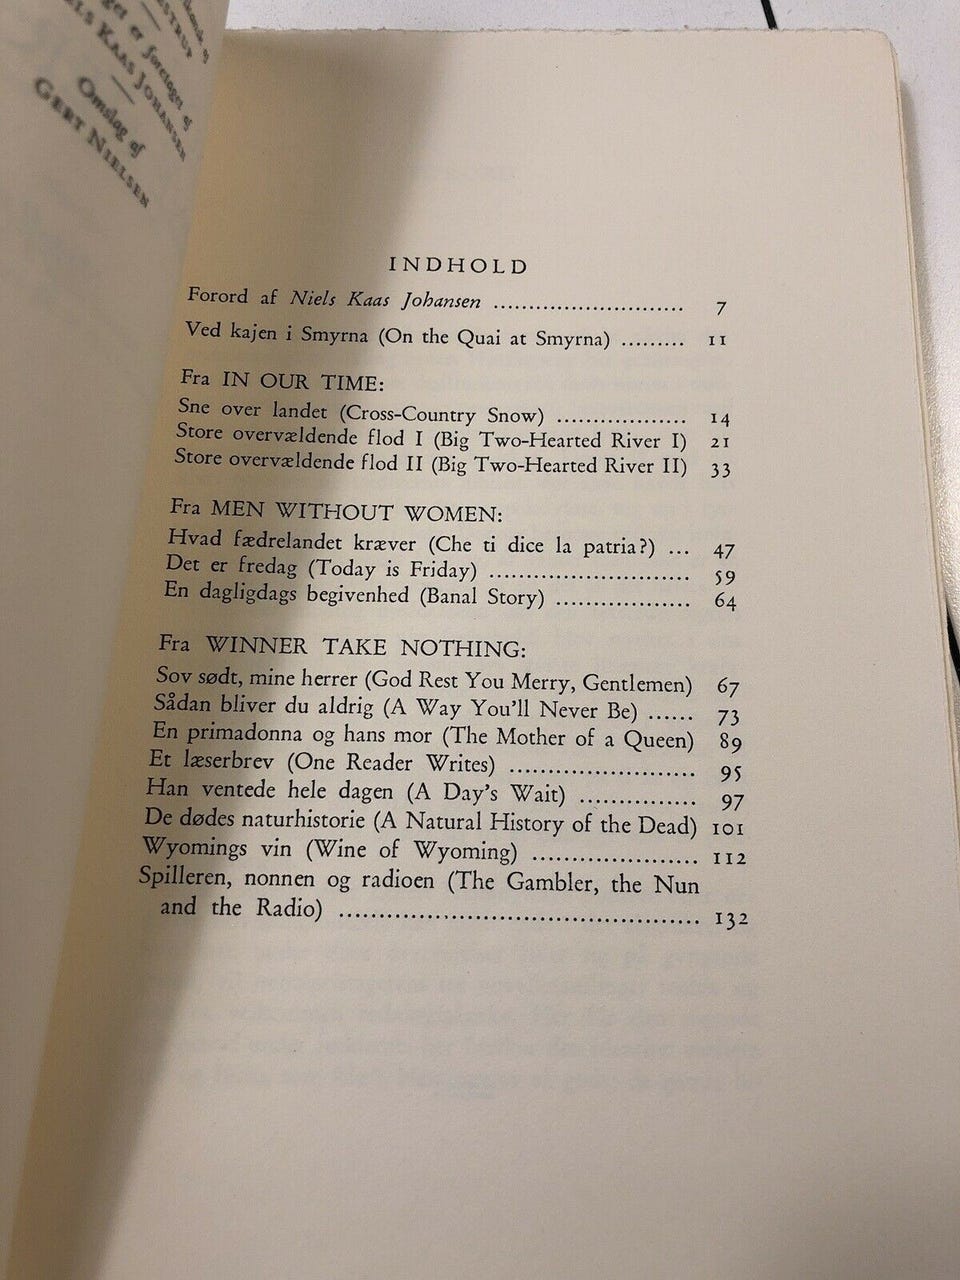 af
foretaget af
KAAS JOHANSEN
Omslag af
GERT NIELSEN
INDHOLD
Forord af Niels Kaas Johansen .......................... 7
Ved kajen i Smyrna (On the Quai at Smyrna) ......... 11
Fra IN OUR TIME:
Sne over landet (Cross-Country Snow) .................. 14
Store overvældende flod I (Big Two-Hearted River I) 21
Store overvældende flod II (Big Two-Hearted River II) 33
Fra MEN WITHOUT WOMEN:
Hvad fædrelandet kræver (Che ti dice la patria?) ... 47
Det er fredag (Today is Friday) ........................... 59
En dagligdags begivenhed (Banal Story) .................. 64
Fra WINNER TAKE NOTHING:
Sov sødt, mine herrer (God Rest You Merry, Gentlemen) 67
Sådan bliver du aldrig (A Way You'll Never Be) ...... 73
En primadonna og hans mor (The Mother of a Queen) 89
Et læserbrev (One Reader Writes) ......................... 95
Han ventede hele dagen (A Day's Wait) ................ 97
De dødes naturhistorie (A Natural History of the Dead) 101
Wyomings vin (Wine of Wyoming) ...................... 112
Spilleren, nonnen og radioen (The Gambler, the Nun
and the Radio) ................................................. 132